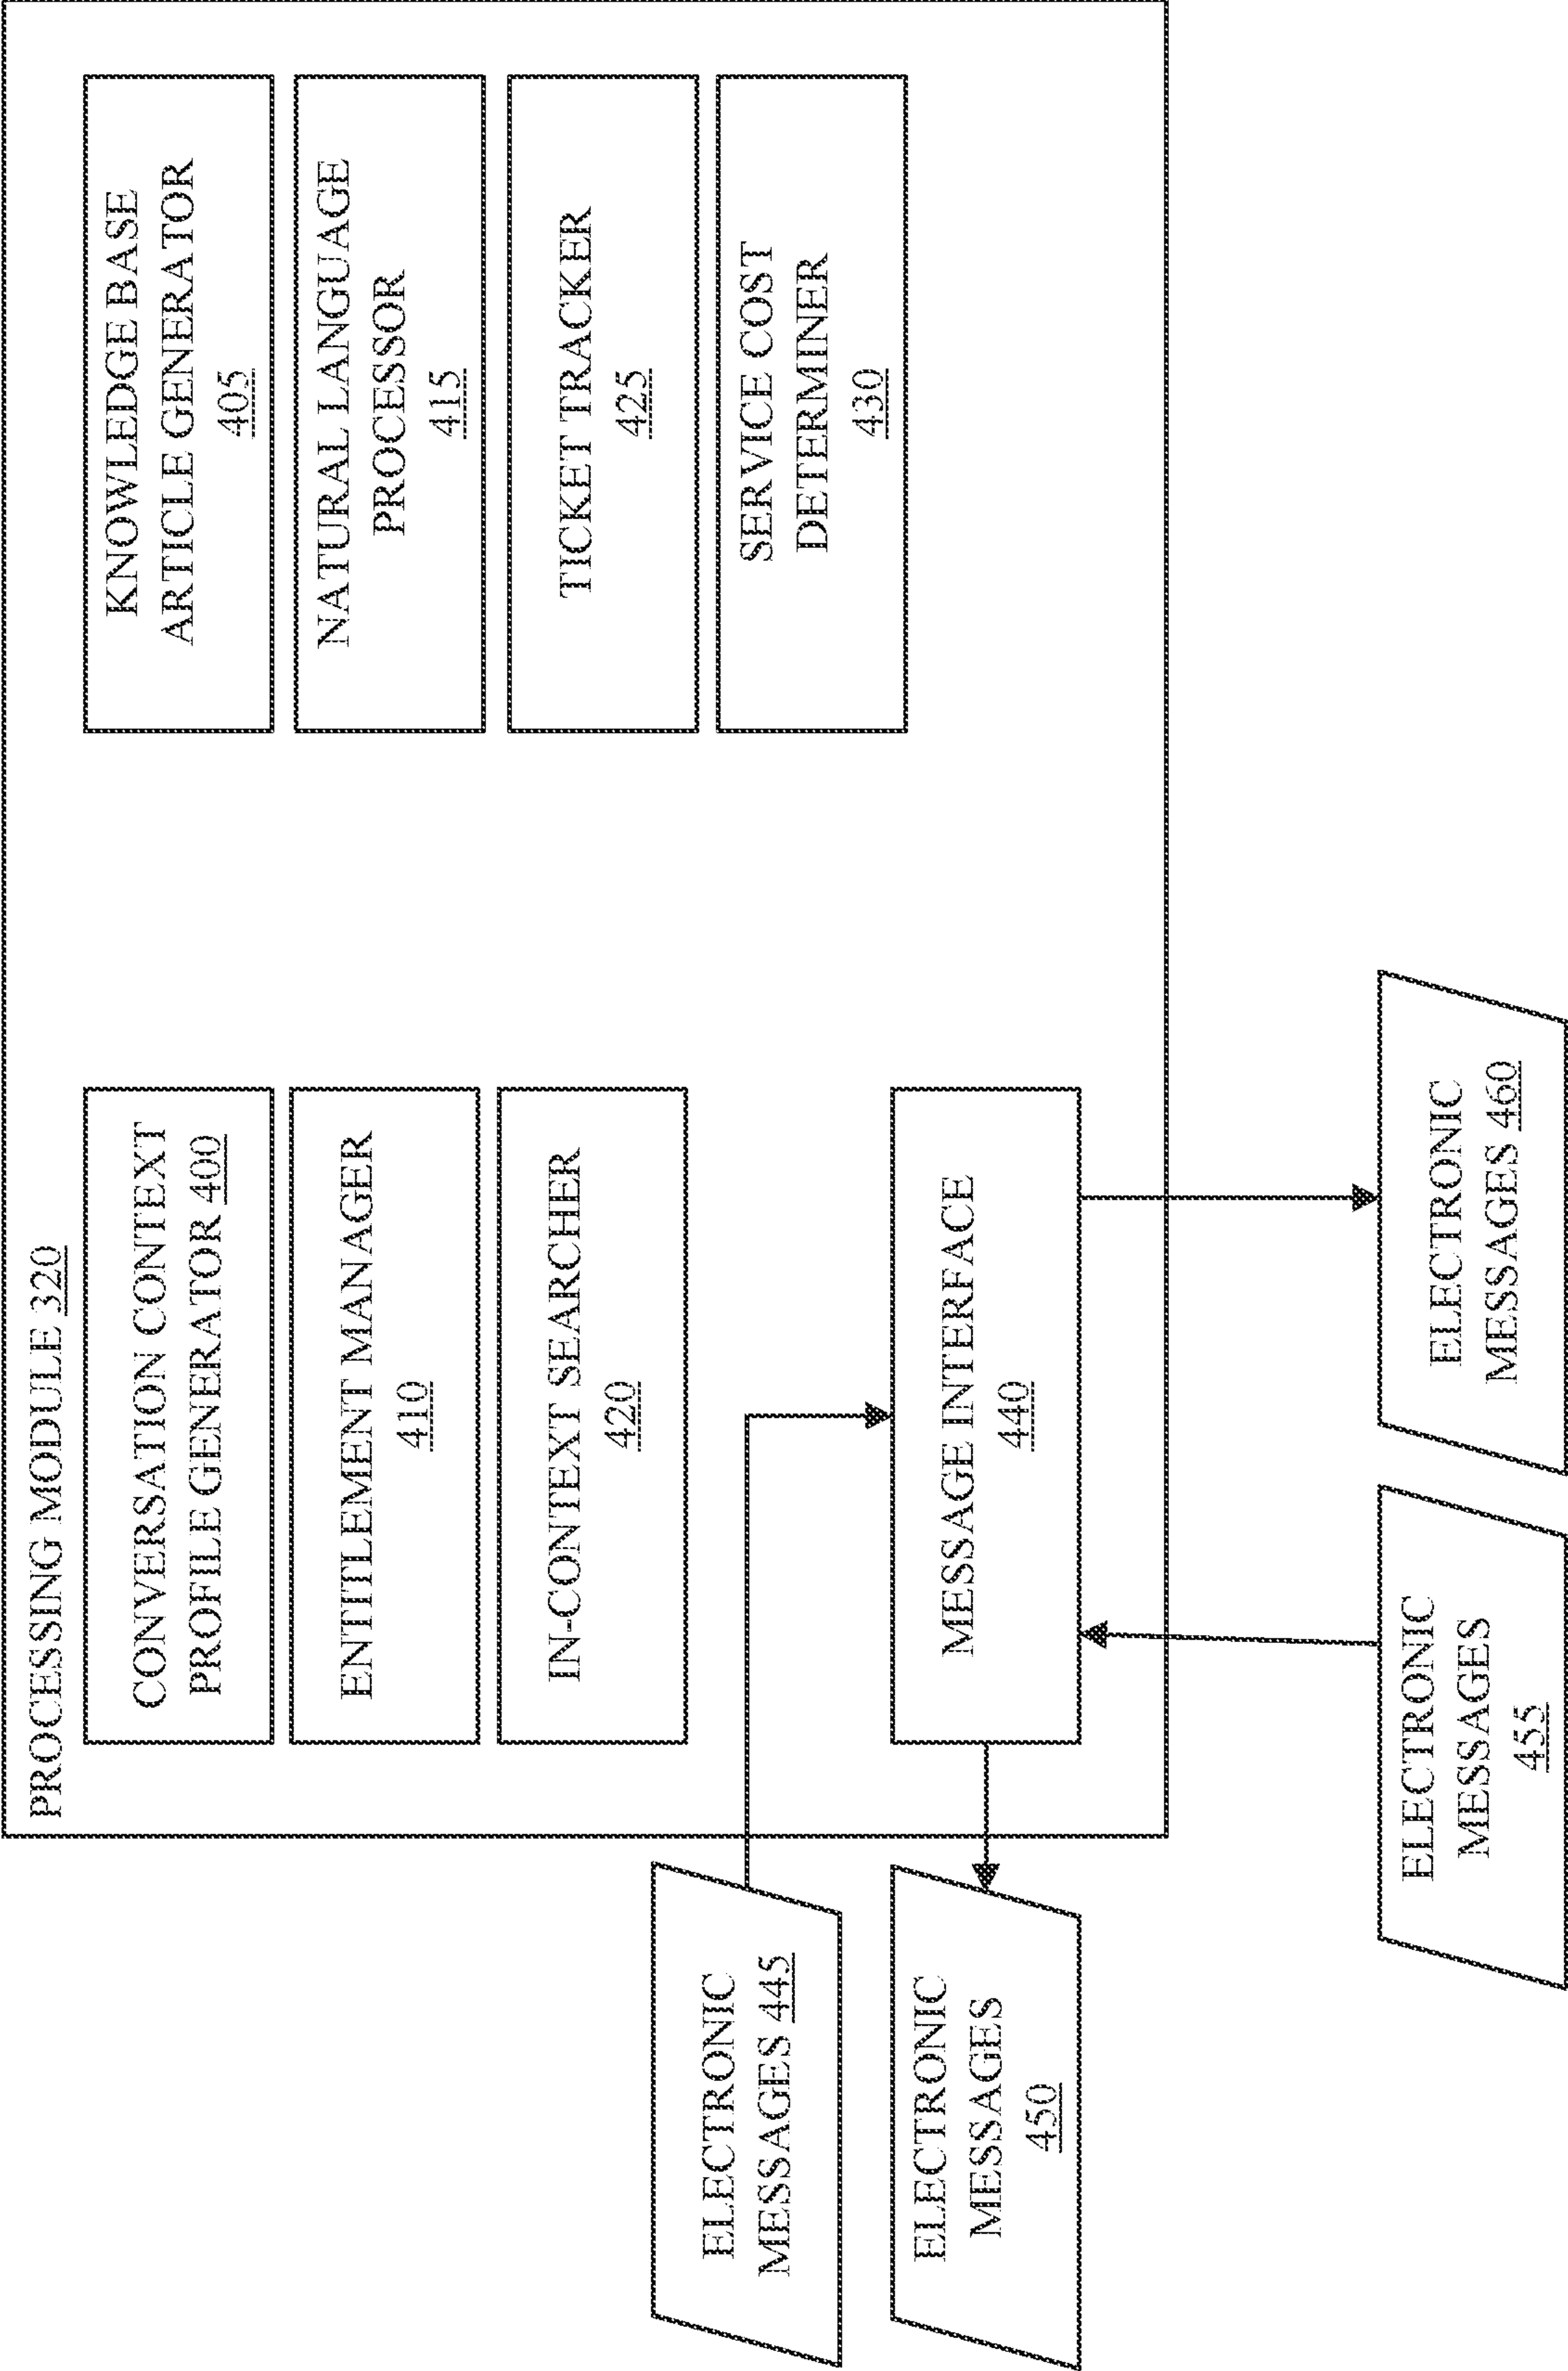 PROCESSING MODULE 320
CONVERSATION CONTEXT
PROFILE GENERATOR 400
KNOWLEDGE BASE
ARTICLE GENERATOR
405
ENTITLEMENT MANAGER
410
NATURAL LANGUAGE
PROCESSOR
415
IN-CONTEXT SEARCHER
420
TICKET TRACKER
425
SERVICE COST
DETERMINER
430
ELECTRONIC
MESSAGES 445
MESSAGE INTERFACE
440
ELECTRONIC
MESSAGES
450
ELECTRONIC
MESSAGES
455
ELECTRONIC
MESSAGES 460